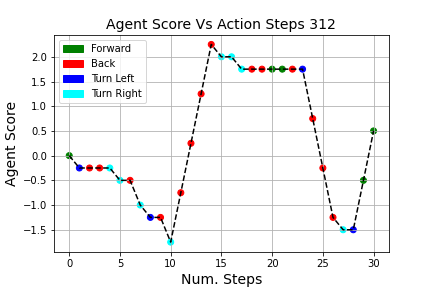 Agent Score Vs Action Steps 312
Agent Score
2.0
1.5
1.0
0.5
0.0
−0.5
−1.0
−1.5
Forward
Back
Turn Left
Turn Right
0 5 10 15 20 25 30
Num. Steps